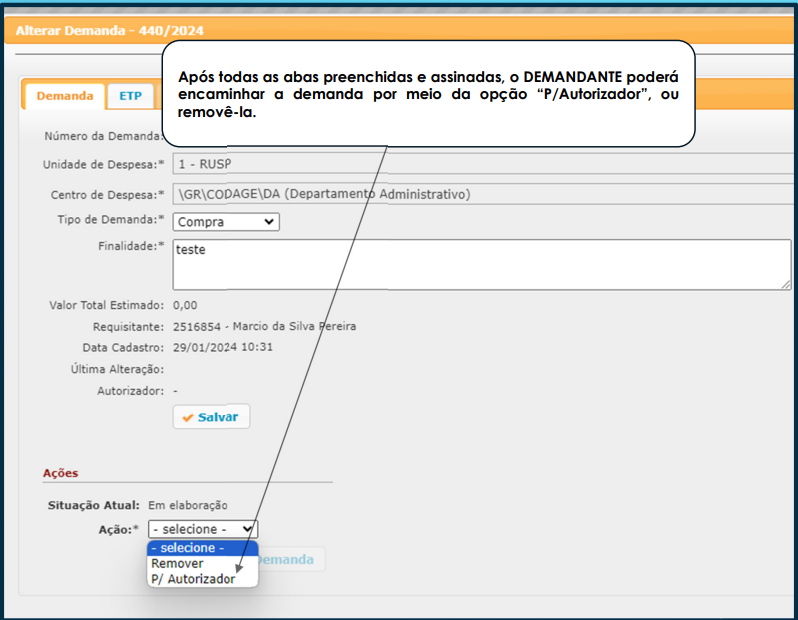 Alterar Demanda - 440/2024
Após todas as abas preenchidas e assinadas, o DEMANDANTE poderá
encaminhar a demanda por meio da opção “P/Autorizador”, ou
removê-la.
Demanda ETP
Número da Demanda:
Unidade de Despesa:* 1 - RUSP
Centro de Despesa:* \GR\CODAGE\DA (Departamento Administrativo)
Tipo de Demanda:* Compra
Finalidade:* teste
Valor Total Estimado: 0,00
Requisitante: 2516854 - Marcio da Silva Pereira
Data Cadastro: 29/01/2024 10:31
Última Alteração:
Autorizador: -
Salvar
Ações
Situação Atual: Em elaboração
Ação:* - selecione -
- selecione -
Remover
P/ Autorizador
Demanda